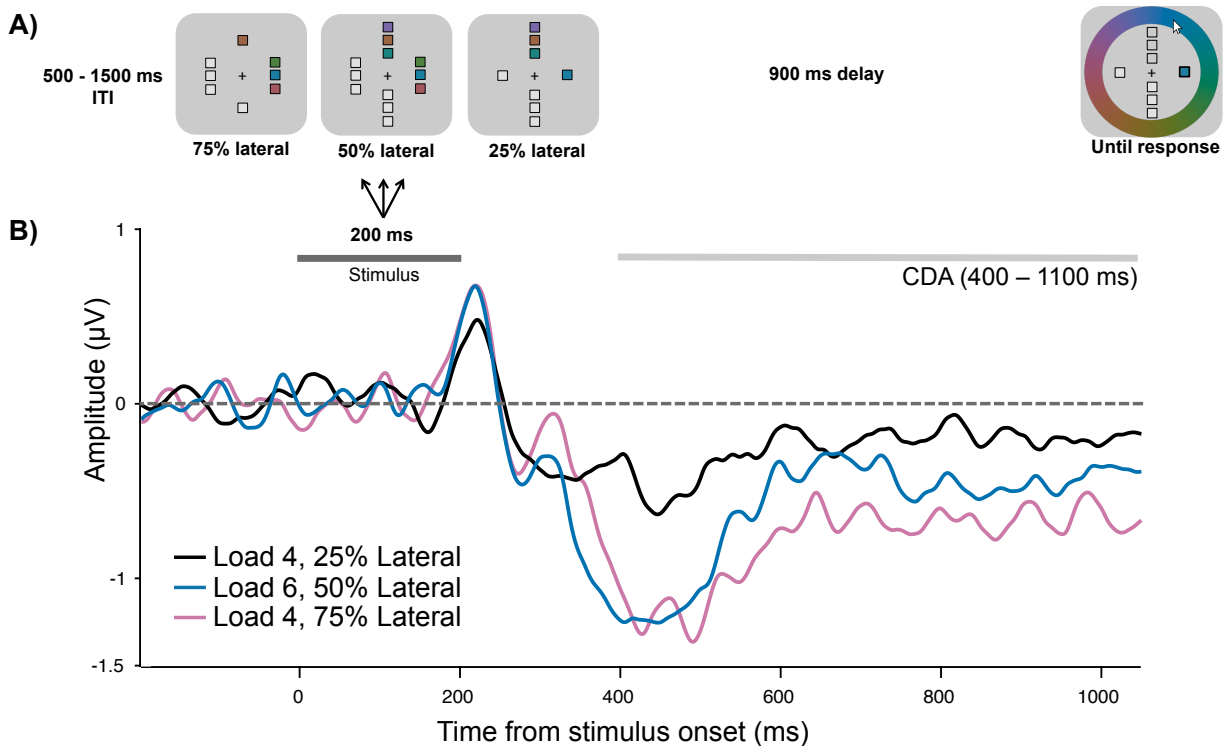 A)
500 - 1500 ms
ITI
75% lateral
50% lateral
25% lateral
900 ms delay
Until response
B)
200 ms
Stimulus
CDA (400 – 1100 ms)
Amplitude (µV)
1
0
-1
-1.5
Load 4, 25% Lateral
Load 6, 50% Lateral
Load 4, 75% Lateral
0
200
400
600
800
1000
Time from stimulus onset (ms)